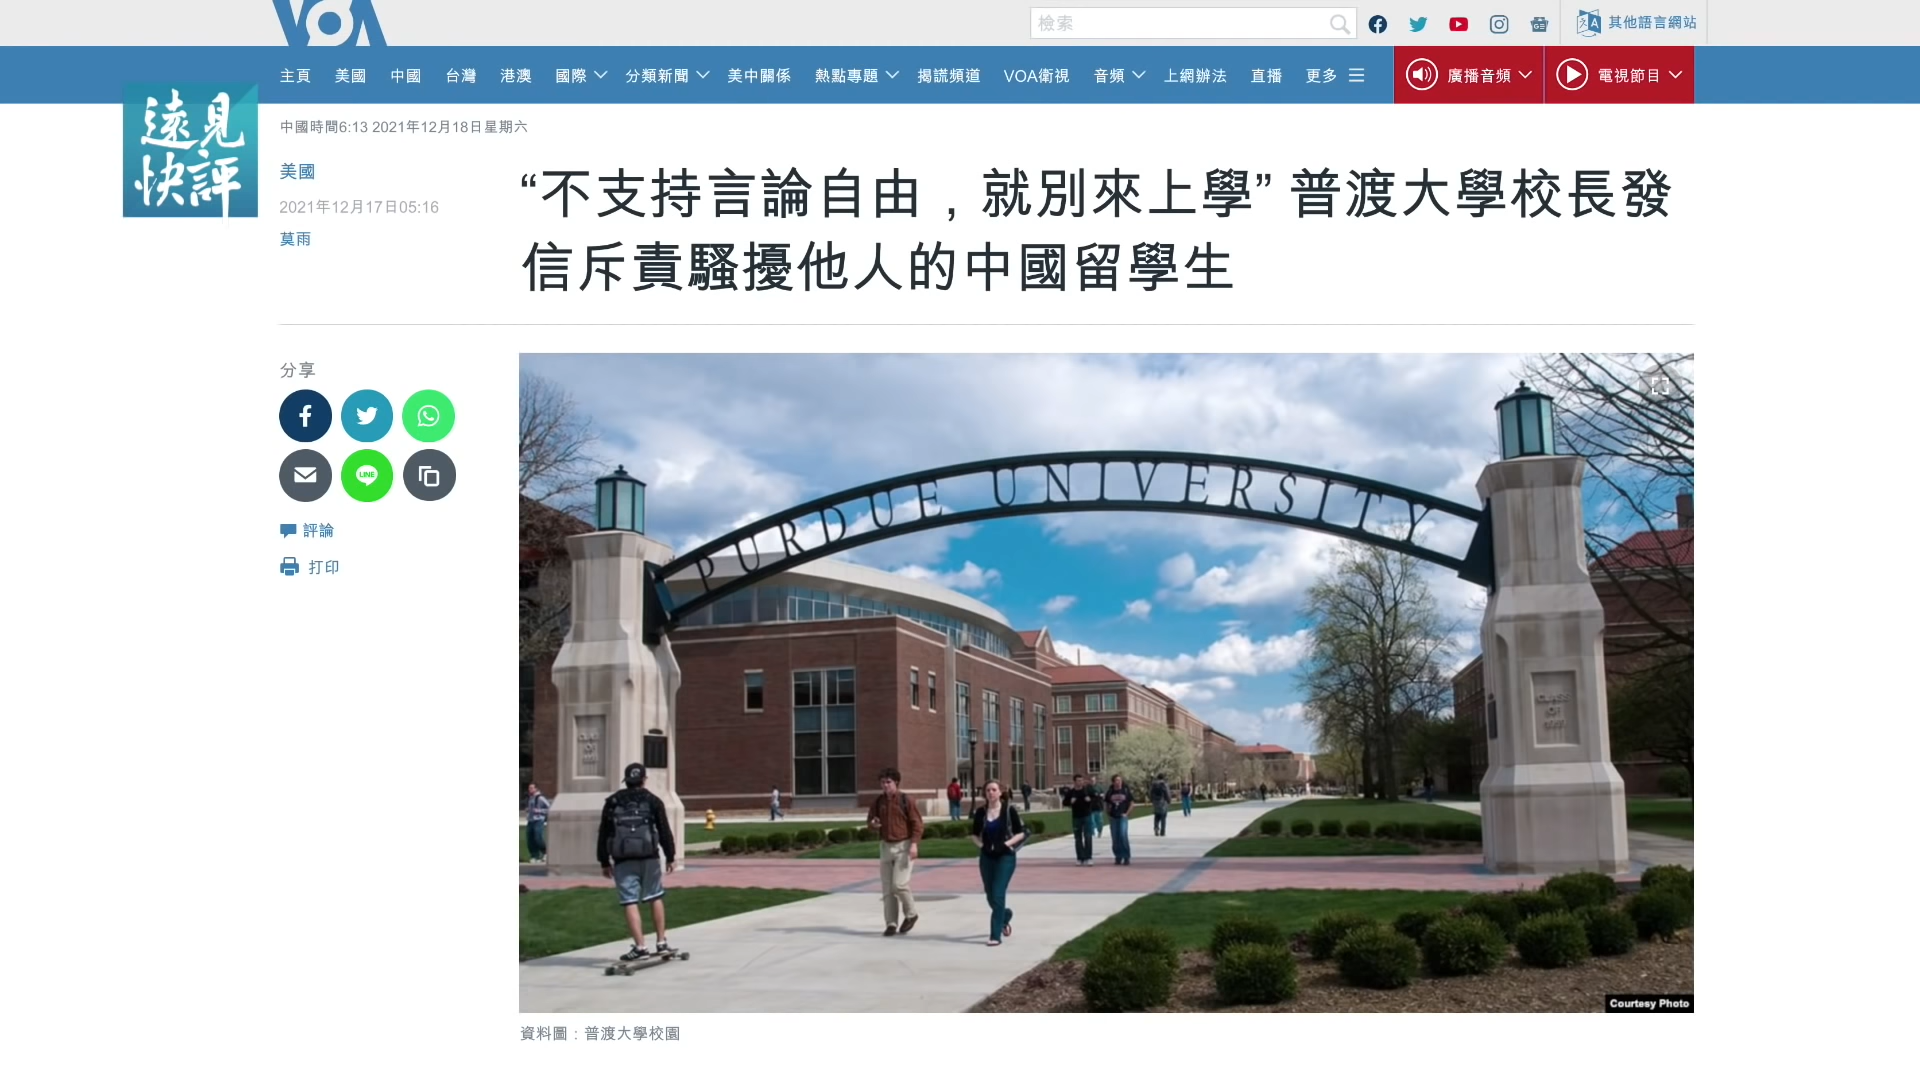 VOA
檢索
其他語言網站
主頁 美國 中國 台灣 港澳 國際 分類新聞 美中關係 熱點專題 揭謊頻道 VOA衛視 音頻 上網辦法 直播 更多 廣播音頻 電視節目
遠見
快評
中國時間6:13 2021年12月18日星期六
美國
2021年12月17日05:16
莫雨
“不支持言論自由，就別來上學” 普渡大學校長發
信斥責騷擾他人的中國留學生
分享
LINE
評論
打印
PURDUE UNIVERSITY
CLASS
OF
CLASS
OF
Courtesy Photo
資料圖：普渡大學校園